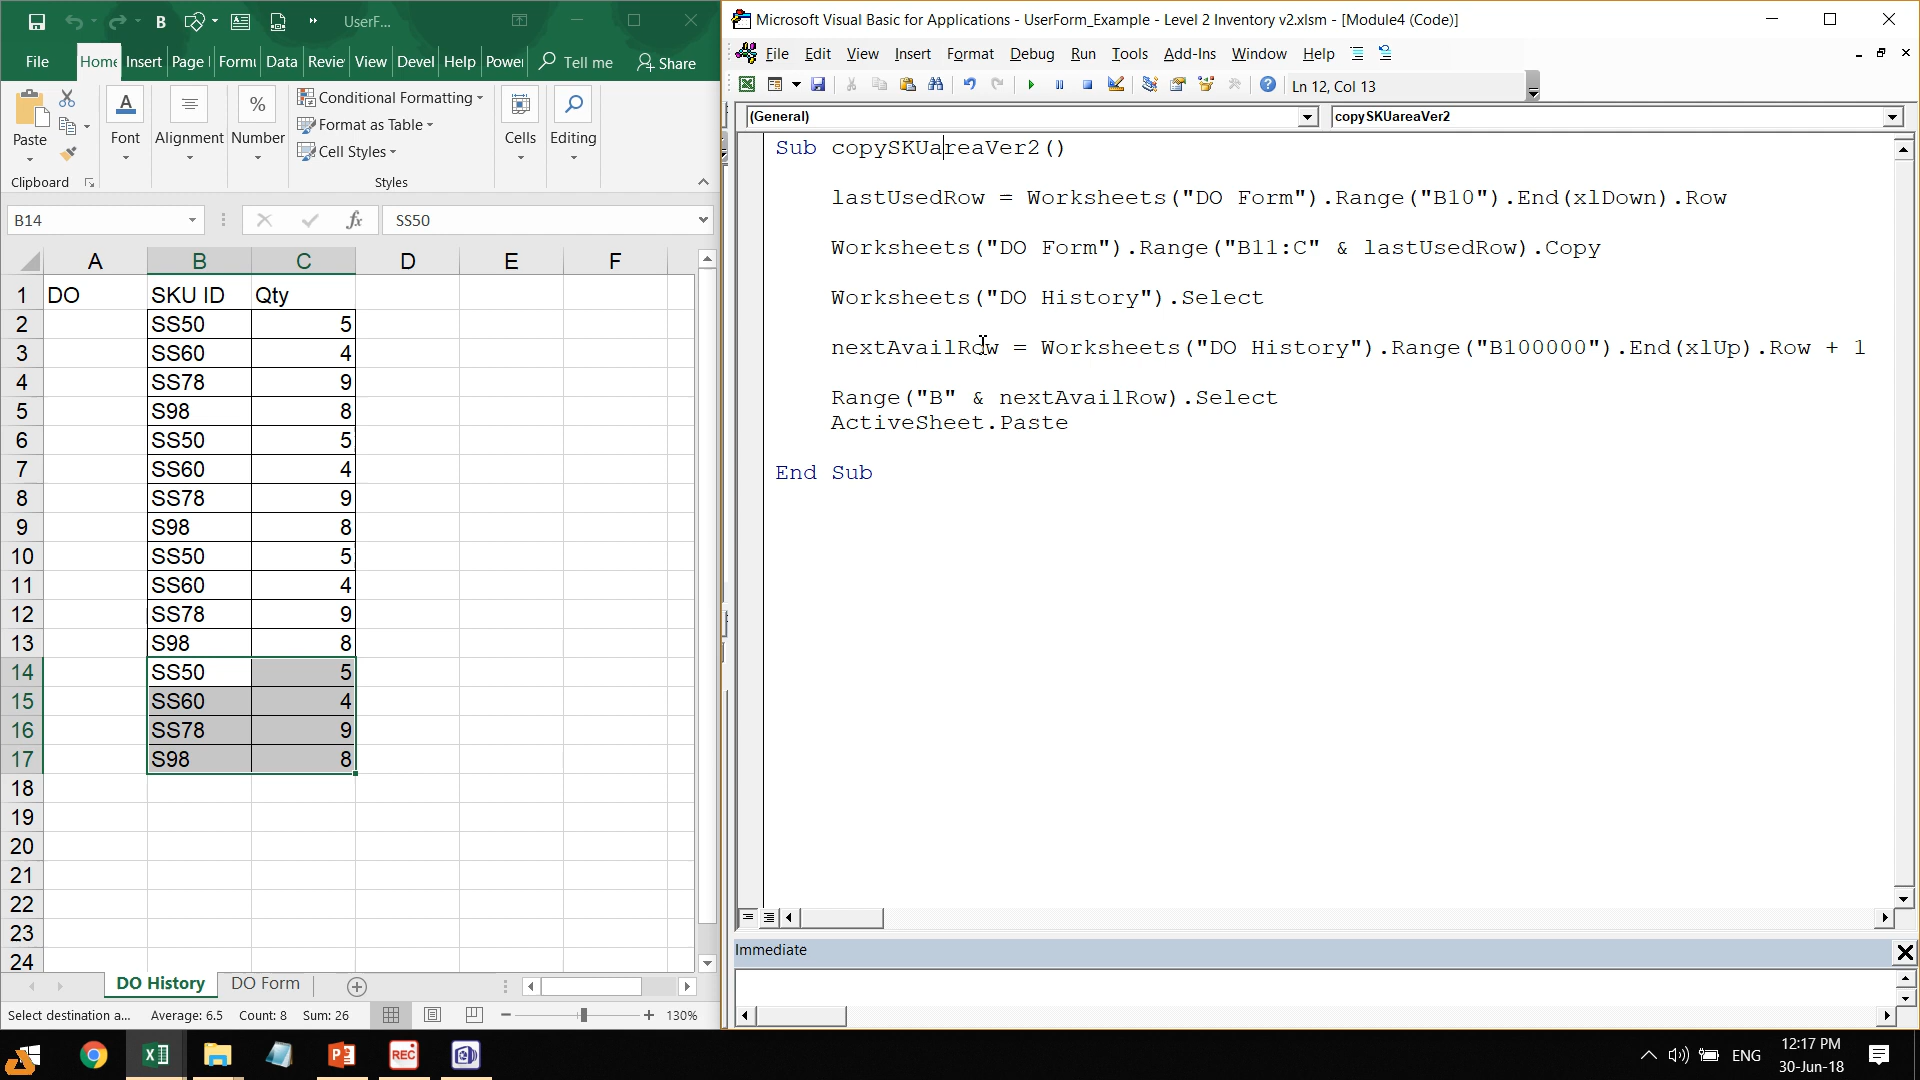 UserF...
File Home Insert Page Formu Data Revie View Devel Help Power Tell me Share
Paste
Clipboard
Font
Alignment
%
Number
Conditional Formatting
Format as Table
Cell Styles
Styles
Cells
Editing
B14
fx
SS50
A B C D E F
1 DO SKU ID Qty
2 SS50 5
3 SS60 4
4 SS78 9
5 S98 8
6 SS50 5
7 SS60 4
8 SS78 9
9 S98 8
10 SS50 5
11 SS60 4
12 SS78 9
13 S98 8
14 SS50 5
15 SS60 4
16 SS78 9
17 S98 8
18
19
20
21
22
23
24
DO History DO Form
Select destination a... Average: 6.5 Count: 8 Sum: 26 130%
Microsoft Visual Basic for Applications - UserForm_Example - Level 2 Inventory v2.xlsm - [Module4 (Code)]
File Edit View Insert Format Debug Run Tools Add-Ins Window Help
Ln 12, Col 13
(General) copySKUareaVer2
Sub copySKUareaVer2()
lastUsedRow = Worksheets("DO Form").Range("B10").End(xlDown).Row
Worksheets("DO Form").Range("B11:C" & lastUsedRow).Copy
Worksheets("DO History").Select
nextAvailRow = Worksheets("DO History").Range("B100000").End(xlUp).Row + 1
Range("B" & nextAvailRow).Select
ActiveSheet.Paste
End Sub
Immediate
REC
ENG
12:17 PM
30-Jun-18